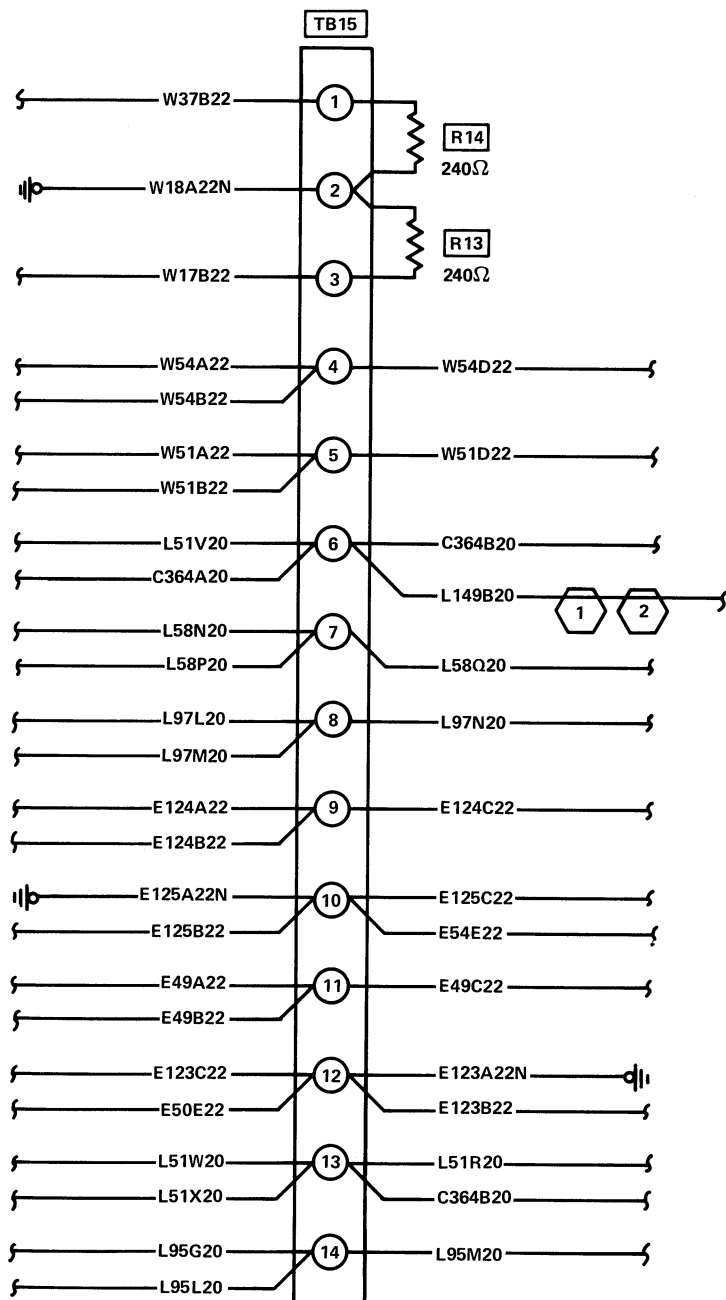 TB15
W37B22 1
R14
240Ω
W18A22N 2
R13
240Ω
W17B22 3
W54A22 4 W54D22
W54B22
W51A22 5 W51D22
W51B22
L51V20 6 C364B20
C364A20
L149B20 1 2
L58N20 7
L58P20 L58Q20
L97L20 8 L97N20
L97M20
E124A22 9 E124C22
E124B22
E125A22N 10 E125C22
E125B22 E54E22
E49A22 11 E49C22
E49B22
E123C22 12 E123A22N
E50E22 E123B22
L51W20 13 L51R20
L51X20 C364B20
L95G20 14 L95M20
L95L20